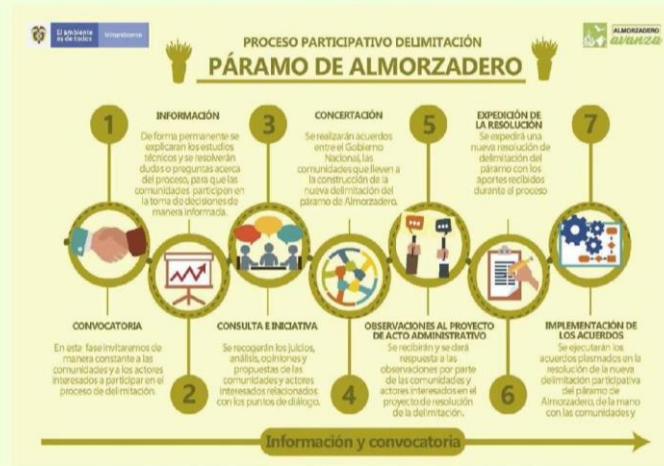 El ambiente
es de todos
Minambiente
ALMORZADERO
avanza
PROCESO PARTICIPATIVO DELIMITACIÓN
PÁRAMO DE ALMORZADERO
1
INFORMACIÓN
De forma permanente se
explicaran los estudios
técnicos y se resolverán
dudas o preguntas acerca
del proceso, para que las
comunidades participen en
la toma de decisiones de
manera informada.
3
CONCERTACIÓN
Se realizarán acuerdos
entre el Gobierno
Nacional, las
comunidades que lleven a
la construcción de la
nueva delimitación del
páramo de Almorzadero.
5
EXPEDICIÓN DE
LA RESOLUCIÓN
Se expedirá una
nueva resolución de
delimitación del
páramo con los
aportes recibidos
durante el proceso
7
CONVOCATORIA
En esta fase invitaremos de
manera constante a las
comunidades y a los actores
interesados a participar en el
proceso de delimitación.
2
CONSULTA E INICIATIVA
Se recogerán los juicios,
análisis, opiniones y
propuestas de las
comunidades y actores
interesados relacionados
con los puntos de diálogo.
4
OBSERVACIONES AL PROYECTO
DE ACTO ADMINISTRATIVO
Se recibirán y se dará
respuesta a las
observaciones por parte
de las comunidades y
actores interesados en el
proyecto de resolución
de la delimitación.
6
IMPLEMENTACIÓN DE
LOS ACUERDOS
Se ejecutarán los
acuerdos plasmados en la
resolución de la nueva
delimitación participativa
del páramo de
Almorzadero, de la mano
con las comunidades y
Información y convocatoria